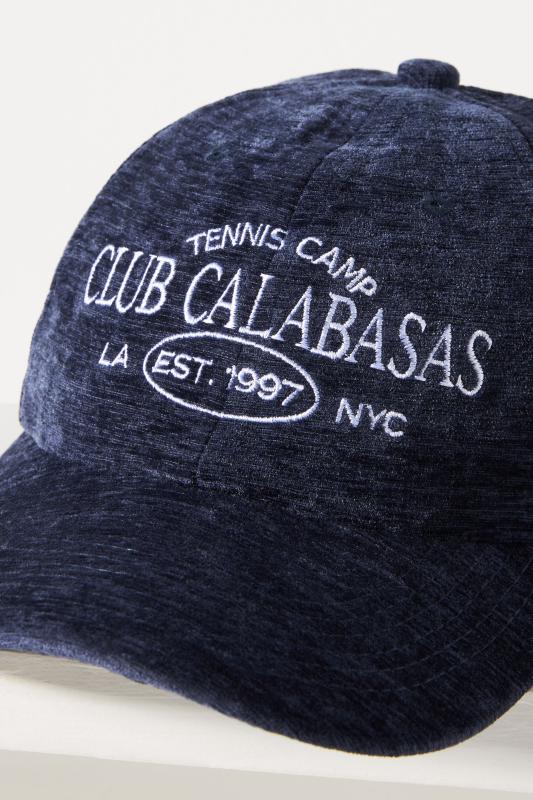 TENNIS CAMP
CLUB CALABASAS
LA EST. 1997 NYC